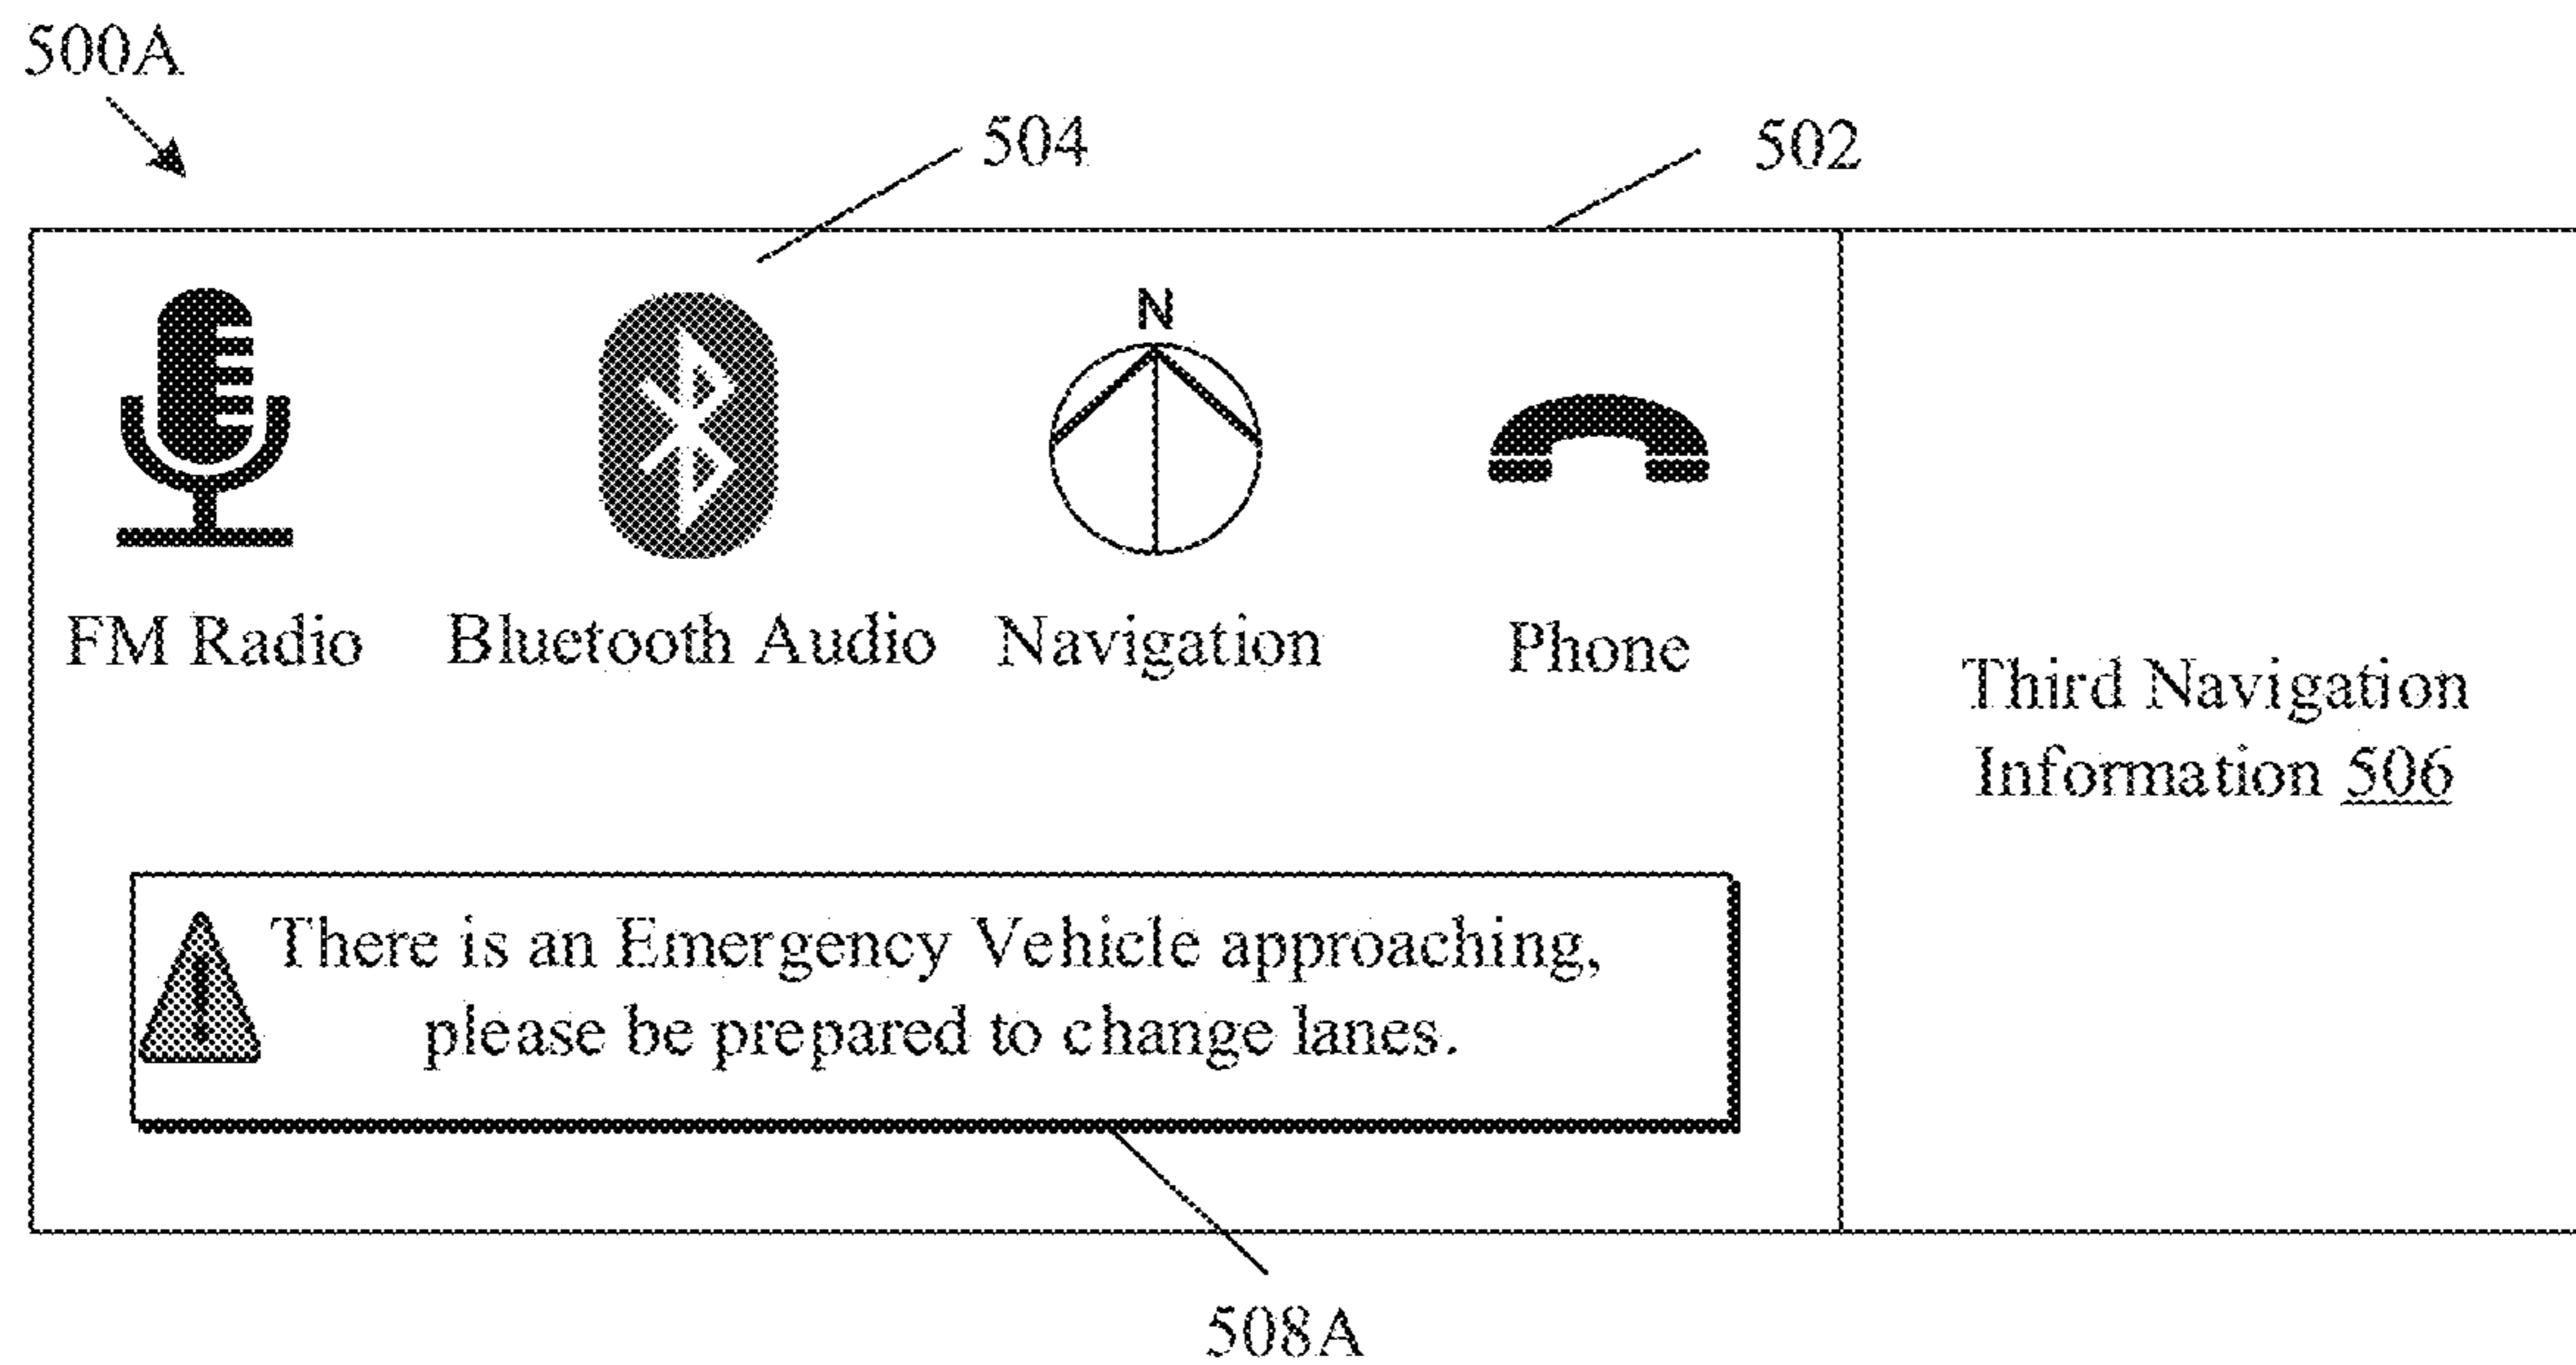 500A
504
502
N
FM Radio
Bluetooth Audio
Navigation
Phone
Third Navigation
Information 506
There is an Emergency Vehicle approaching,
please be prepared to change lanes.
508A